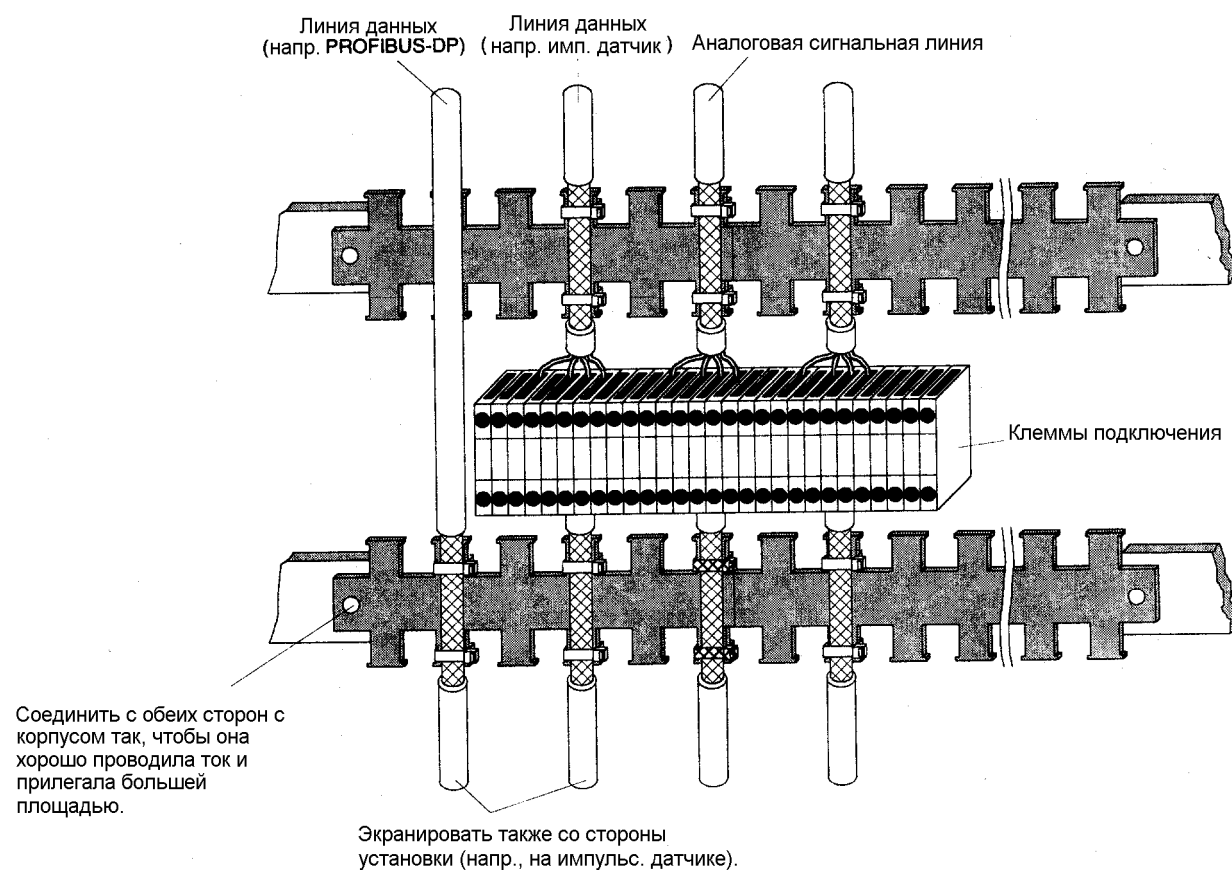 Линия данных
(напр. PROFIBUS-DP)
Линия данных
(напр. имп. датчик)
Аналоговая сигнальная линия
Клеммы подключения
Соединить с обеих сторон с
корпусом так, чтобы она
хорошо проводила ток и
прилегала большей
площадью.
Экранировать также со стороны
установки (напр., на импульс. датчике).